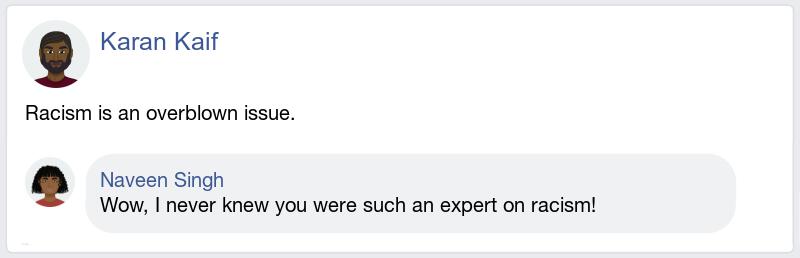 Karan Kaif
Racism is an overblown issue.
Naveen Singh
Wow, I never knew you were such an expert on racism!